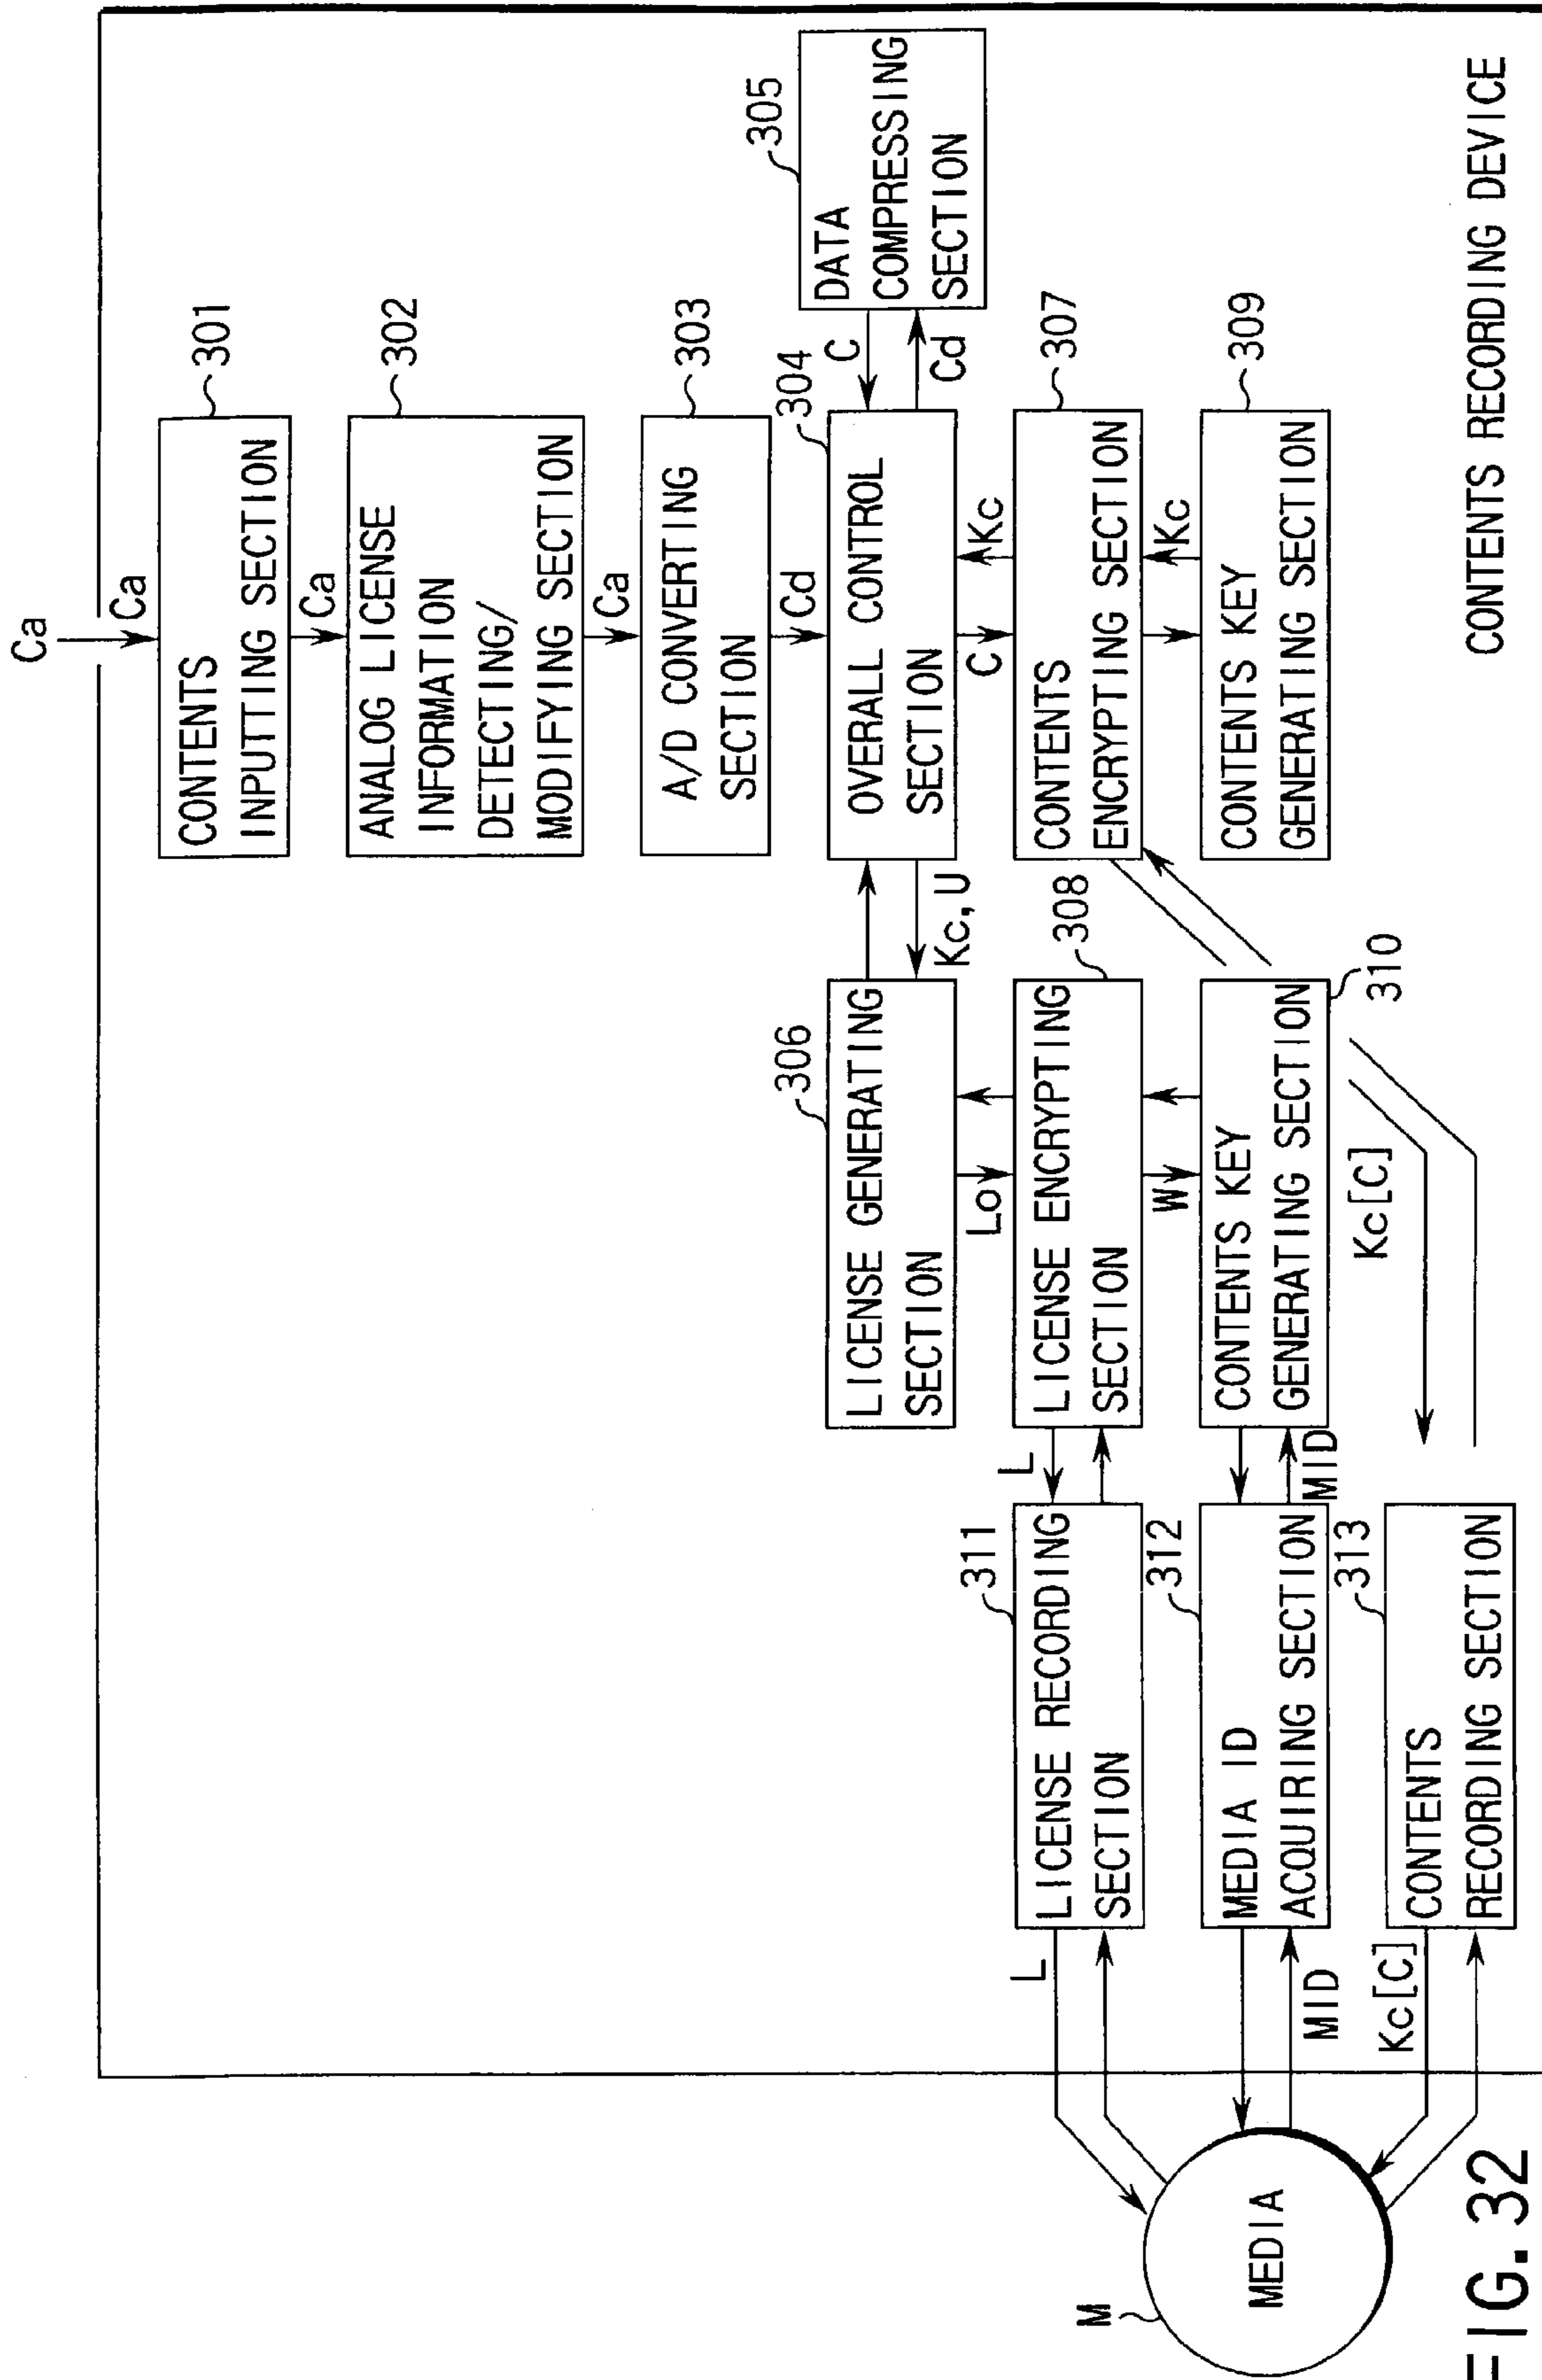 Ca
Ca
CONTENTS
INPUTTING SECTION
301
Ca
ANALOG LICENSE
INFORMATION
DETECTING/
MODIFYING SECTION
302
Ca
A/D CONVERTING
SECTION
303
Cd
OVERALL CONTROL
SECTION
304
C
Cd
DATA
COMPRESSING
SECTION
305
LICENSE GENERATING
SECTION
306
Kc, U
C
Kc
CONTENTS
ENCRYPTING SECTION
307
Lo
LICENSE ENCRYPTING
SECTION
308
Kc
CONTENTS KEY
GENERATING SECTION
309
W
CONTENTS KEY
GENERATING SECTION
310
L
LICENSE RECORDING
SECTION
311
L
MEDIA ID
ACQUIRING SECTION
312
MID
MID
CONTENTS
RECORDING SECTION
313
Kc[C]
Kc[C]
M
MEDIA
CONTENTS RECORDING DEVICE
FIG. 32